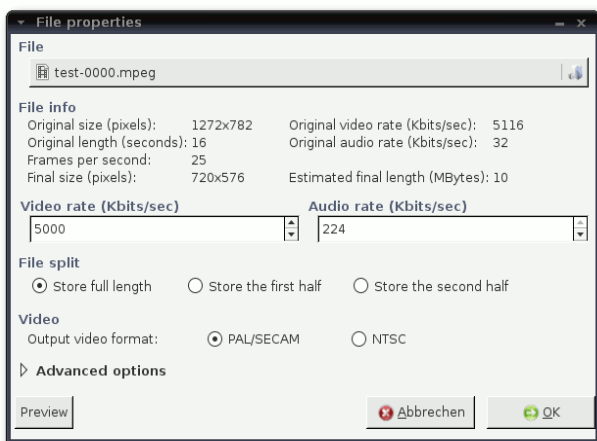 File properties
File
test-0000.mpeg
File info
Original size (pixels): 1272x782 Original video rate (Kbits/sec): 5116
Original length (seconds): 16 Original audio rate (Kbits/sec): 32
Frames per second: 25
Final size (pixels): 720x576 Estimated final length (MBytes): 10
Video rate (Kbits/sec) Audio rate (Kbits/sec)
5000 224
File split
Store full length Store the first half Store the second half
Video
Output video format: PAL/SECAM NTSC
Advanced options
Preview Abbrechen OK